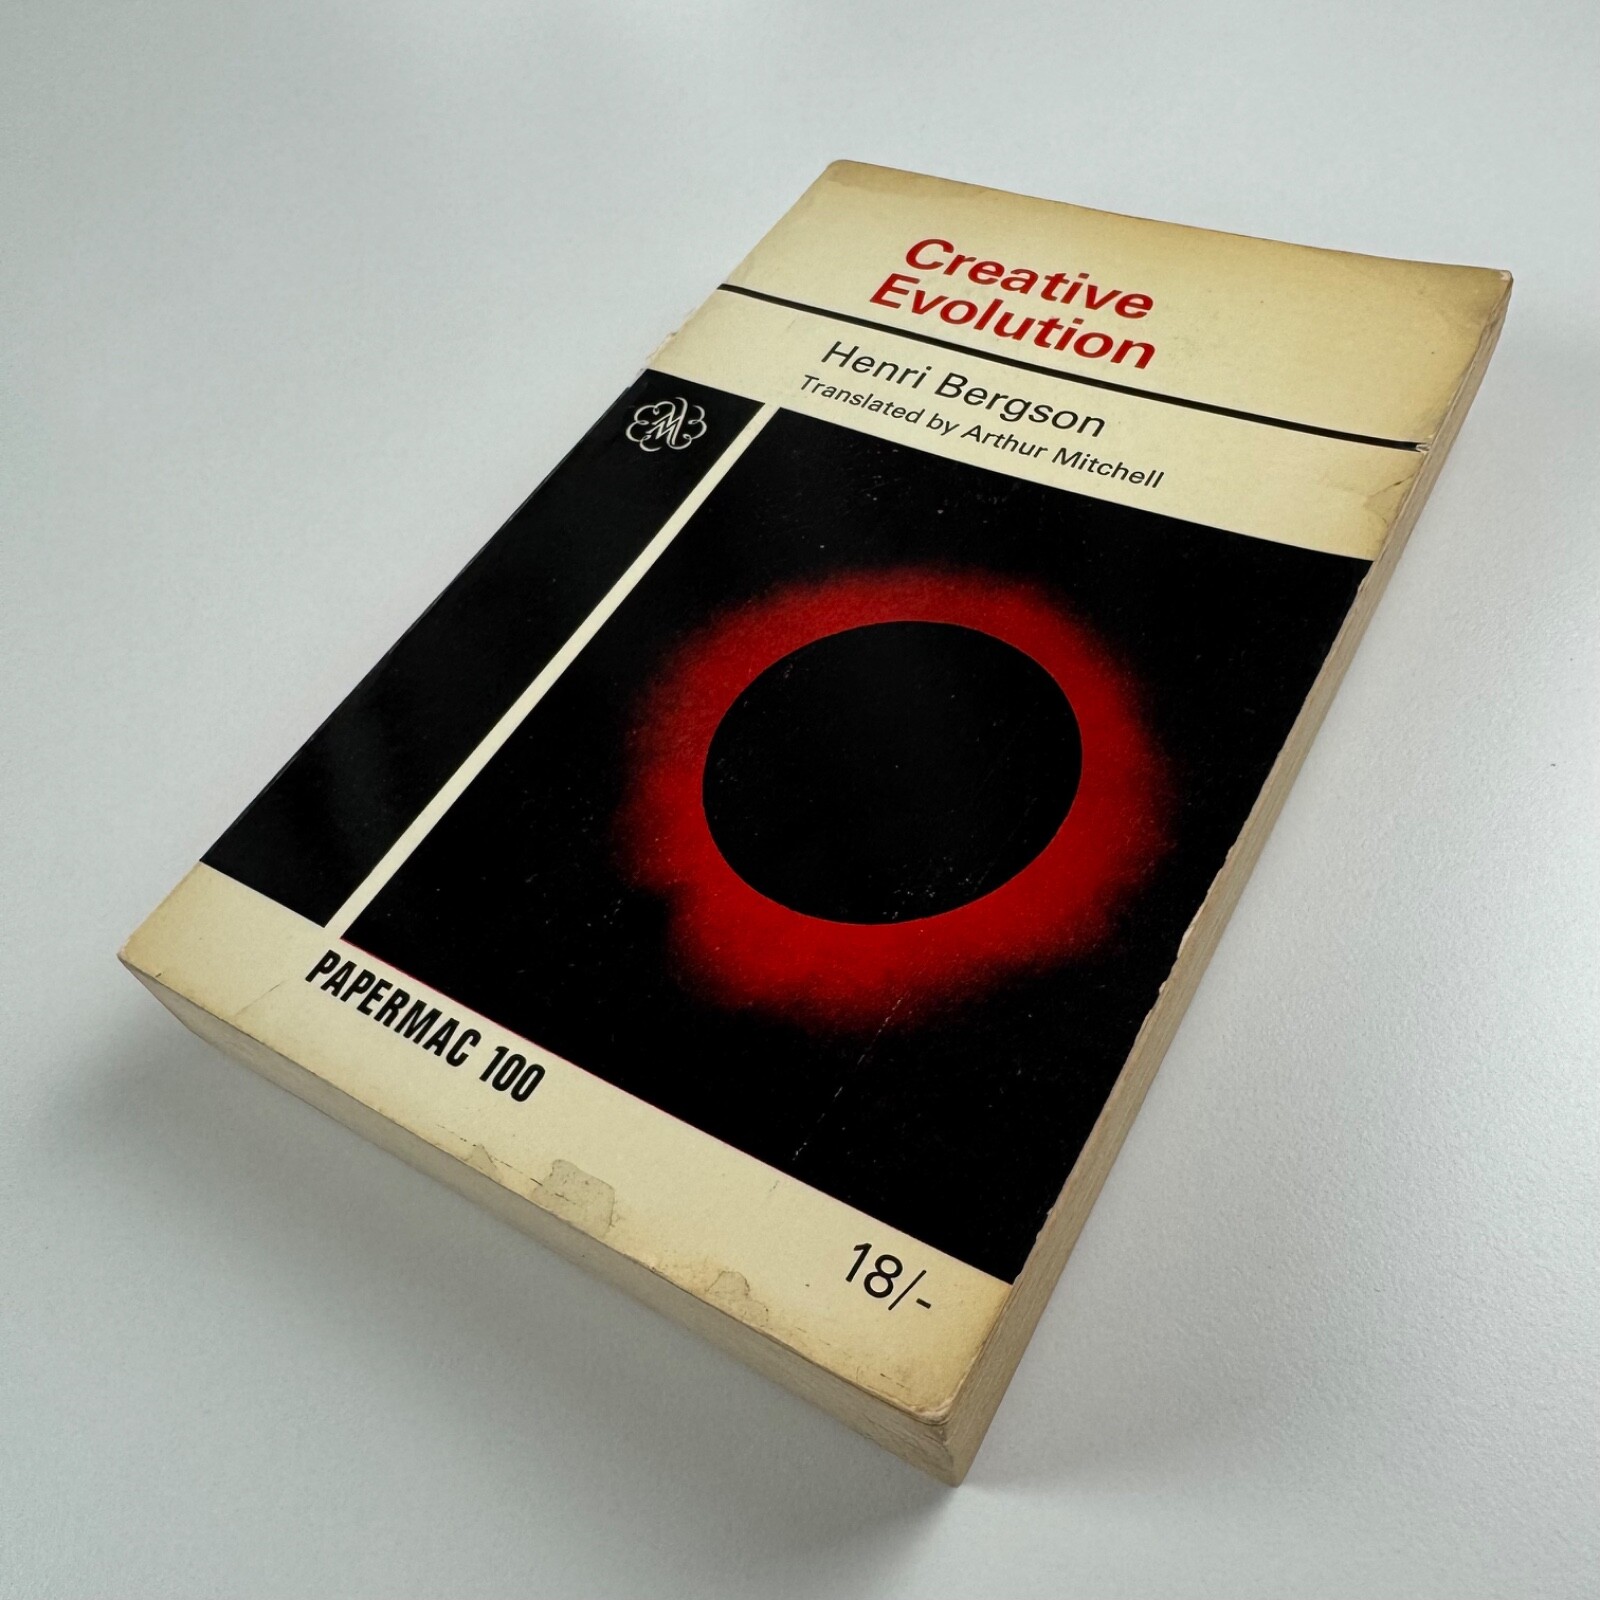 Creative
Evolution
Henri Bergson
Translated by Arthur Mitchell
M
PAPERMAC 100
18/-